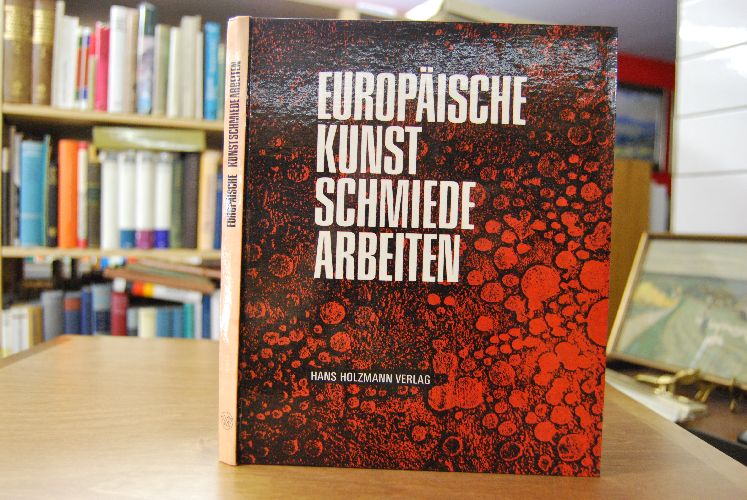 EUROPÄISCHE
KUNST
SCHMIEDE
ARBEITEN
HANS HOLZMANN VERLAG
EUROPÄISCHE KUNSTSCHMIEDEARBEITEN